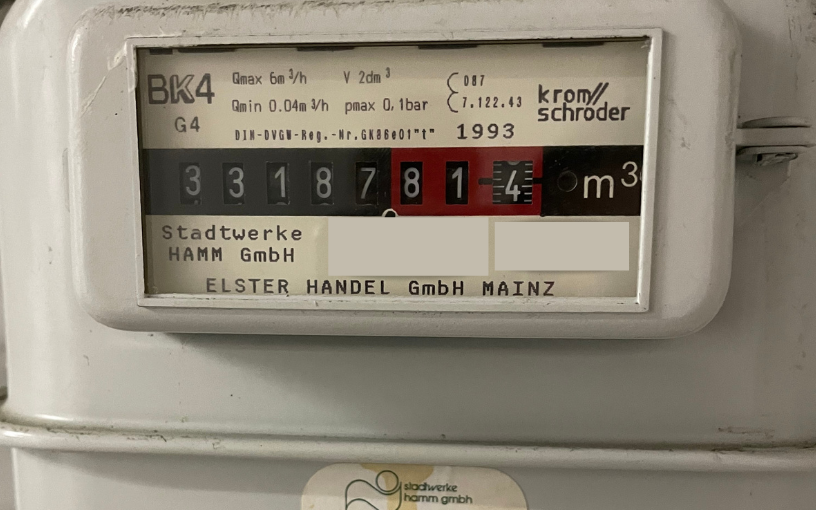 BK4
G4
Qmax 6m³/h V 2dm³ 087
Qmin 0.04m³/h pmax 0,1bar 7.122.43
krom// schröder
DIN-DVGW-Reg.-Nr.GK86e01"t" 1993
3 3 1 8 7 8 1 4 m³
Stadtwerke
HAMM GmbH
ELSTER HANDEL GmbH MAINZ
stadtwerke
hamm gmbh